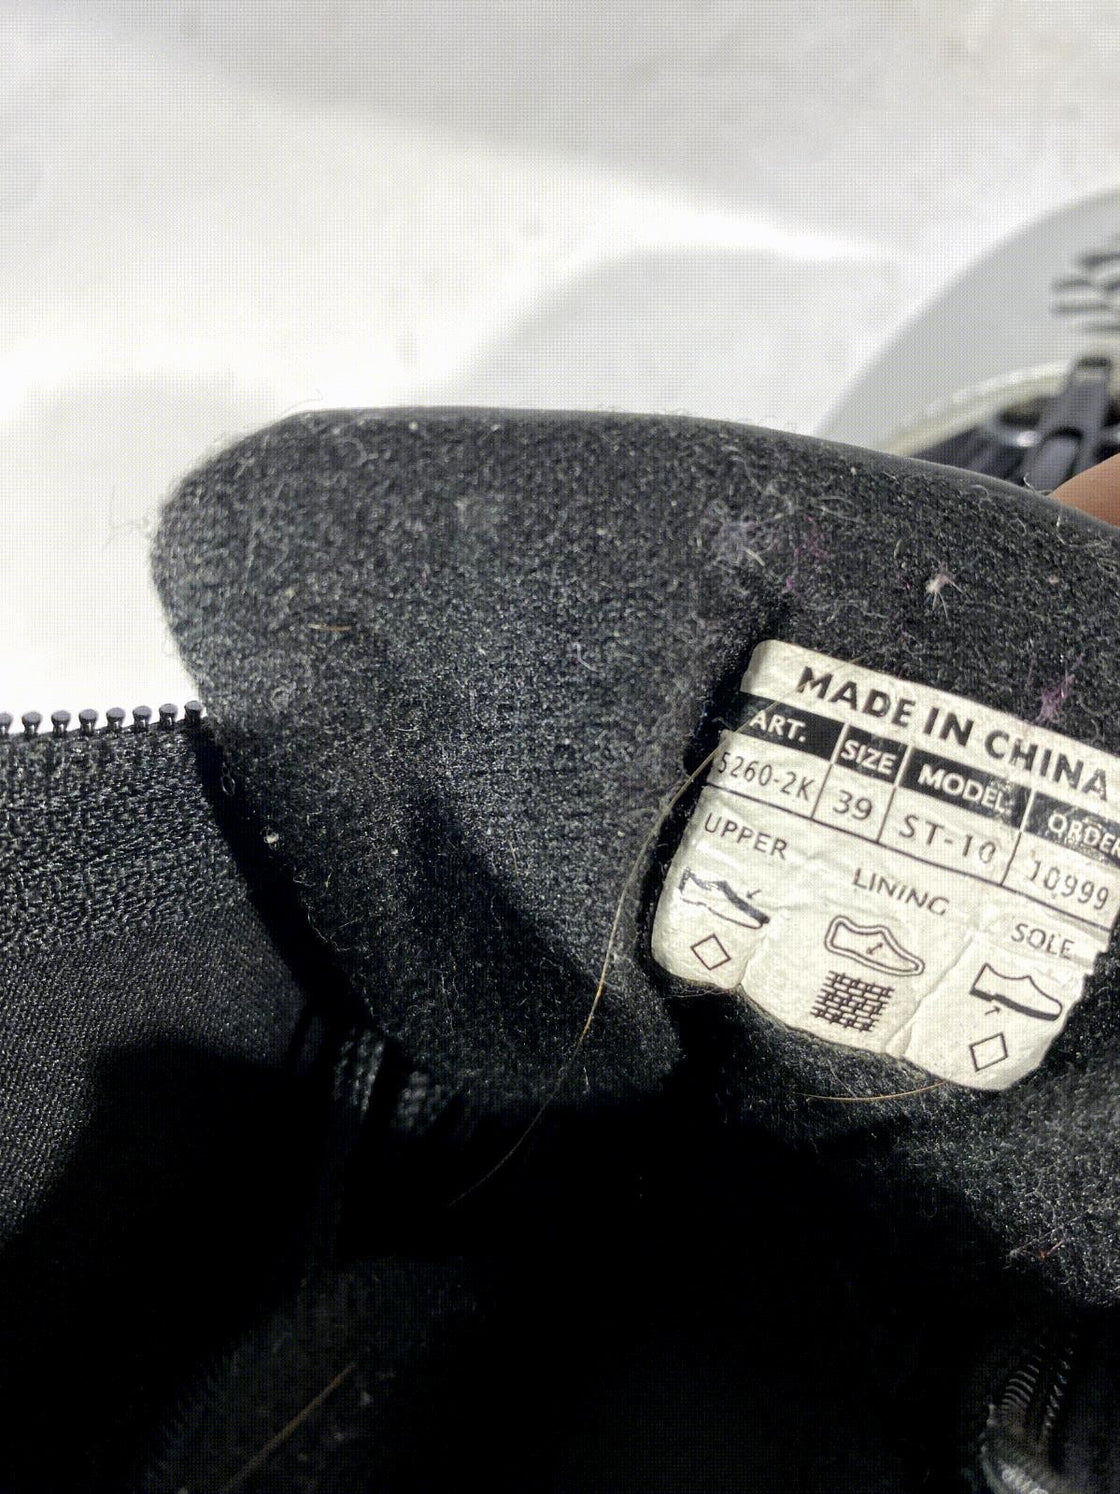 MADE IN CHINA
ART. SIZE MODEL. ORDER
5260-2K 39 ST-10 10999
UPPER LINING SOLE